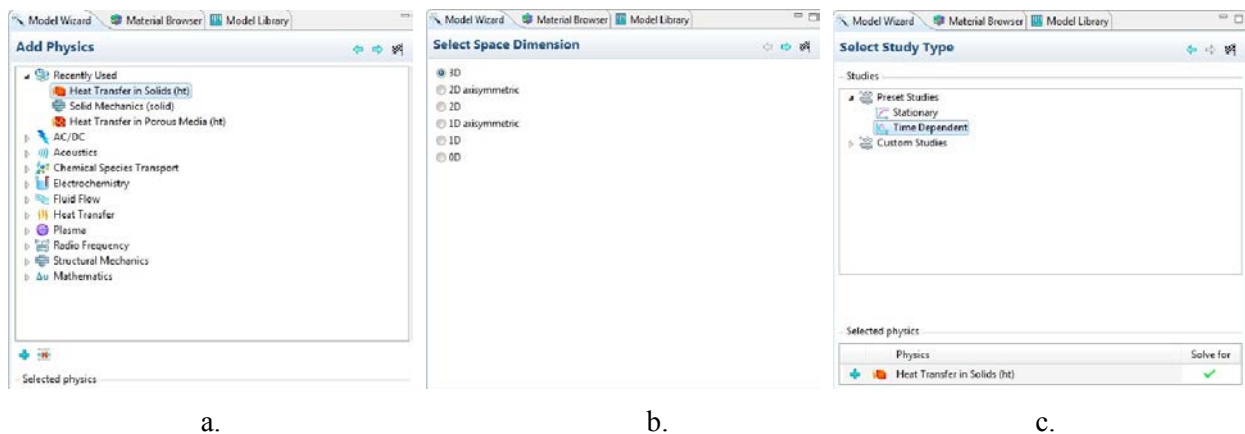 Model Wizard Material Browser Model Library
Add Physics
Recently Used
Heat Transfer in Solids (ht)
Solid Mechanics (solid)
Heat Transfer in Porous Media (ht)
AC/DC
Acoustics
Chemical Species Transport
Electrochemistry
Fluid Flow
Heat Transfer
Plasma
Radio Frequency
Structural Mechanics
Δu Mathematics
Selected physics
a.
Model Wizard Material Browser Model Library
Select Space Dimension
3D
2D axisymmetric
2D
1D axisymmetric
1D
0D
b.
Model Wizard Material Browser Model Library
Select Study Type
Studies
Preset Studies
Stationary
Time Dependent
Custom Studies
Selected physics
Physics Solve for
Heat Transfer in Solids (ht)
c.